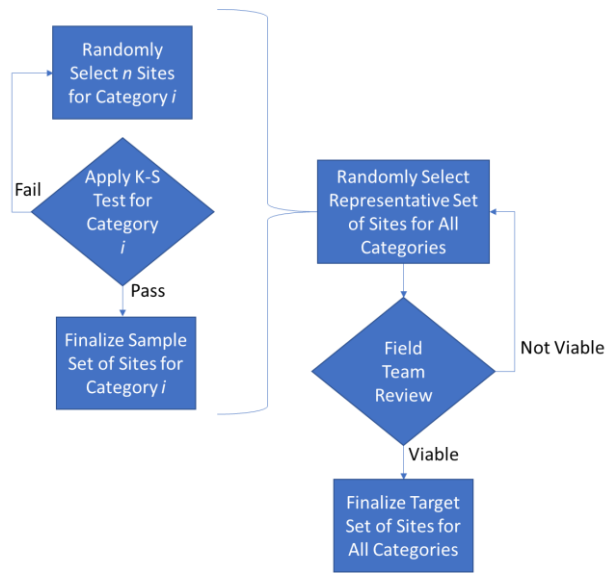 Randomly
Select n Sites
for Category i
Fail
Apply K-S
Test for
Category
i
Pass
Finalize Sample
Set of Sites for
Category i
Randomly Select
Representative Set
of Sites for All
Categories
Field
Team
Review
Not Viable
Viable
Finalize Target
Set of Sites for
All Categories